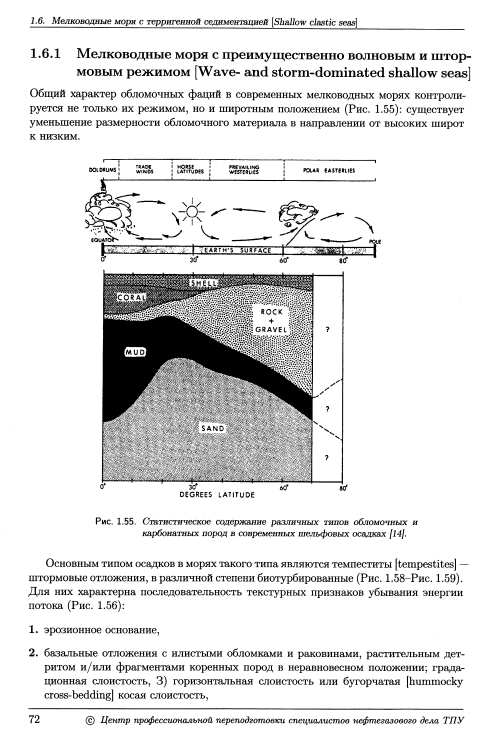 1.6. Мелководные моря с терригенной седиментацией [Shallow clastic seas]
1.6.1 Мелководные моря с преимущественно волновым и штор-
мовым режимом [Wave- and storm-dominated shallow seas]
Общий характер обломочных фаций в современных мелководных морях контроли-
руется не только их режимом, но и широтным положением (Рис. 1.55): существует
уменьшение размерности обломочного материала в направлении от высоких широт
к низким.
DOLDRUMS TRADE WINDS HORSE LATITUDES PREVAILING WESTERLIES POLAR EASTERLIES
EQUATOR POLE
EARTH'S SURFACE
0° 30° 60° 80°
SHELL
CORAL
ROCK
+
GRAVEL ?
MUD
?
SAND
?
0° 30° 60° 80°
DEGREES LATITUDE
Рис. 1.55. Статистическое содержание различных типов обломочных и
карбонатных пород в современных шельфовых осадках [14].
Основным типом осадков в морях такого типа являются темпеститы [tempestites] —
штормовые отложения, в различной степени биотурбированные (Рис. 1.58–Рис. 1.59).
Для них характерна последовательность текстурных признаков убывания энергии
потока (Рис. 1.56):
1. эрозионное основание,
2. базальные отложения с илистыми обломками и раковинами, растительным дет-
ритом и/или фрагментами коренных пород в неравновесном положении; града-
ционная слоистость, 3) горизонтальная слоистость или бугорчатая [hummocky
cross-bedding] косая слоистость,
72 © Центр профессиональной переподготовки специалистов нефтегазового дела ТПУ